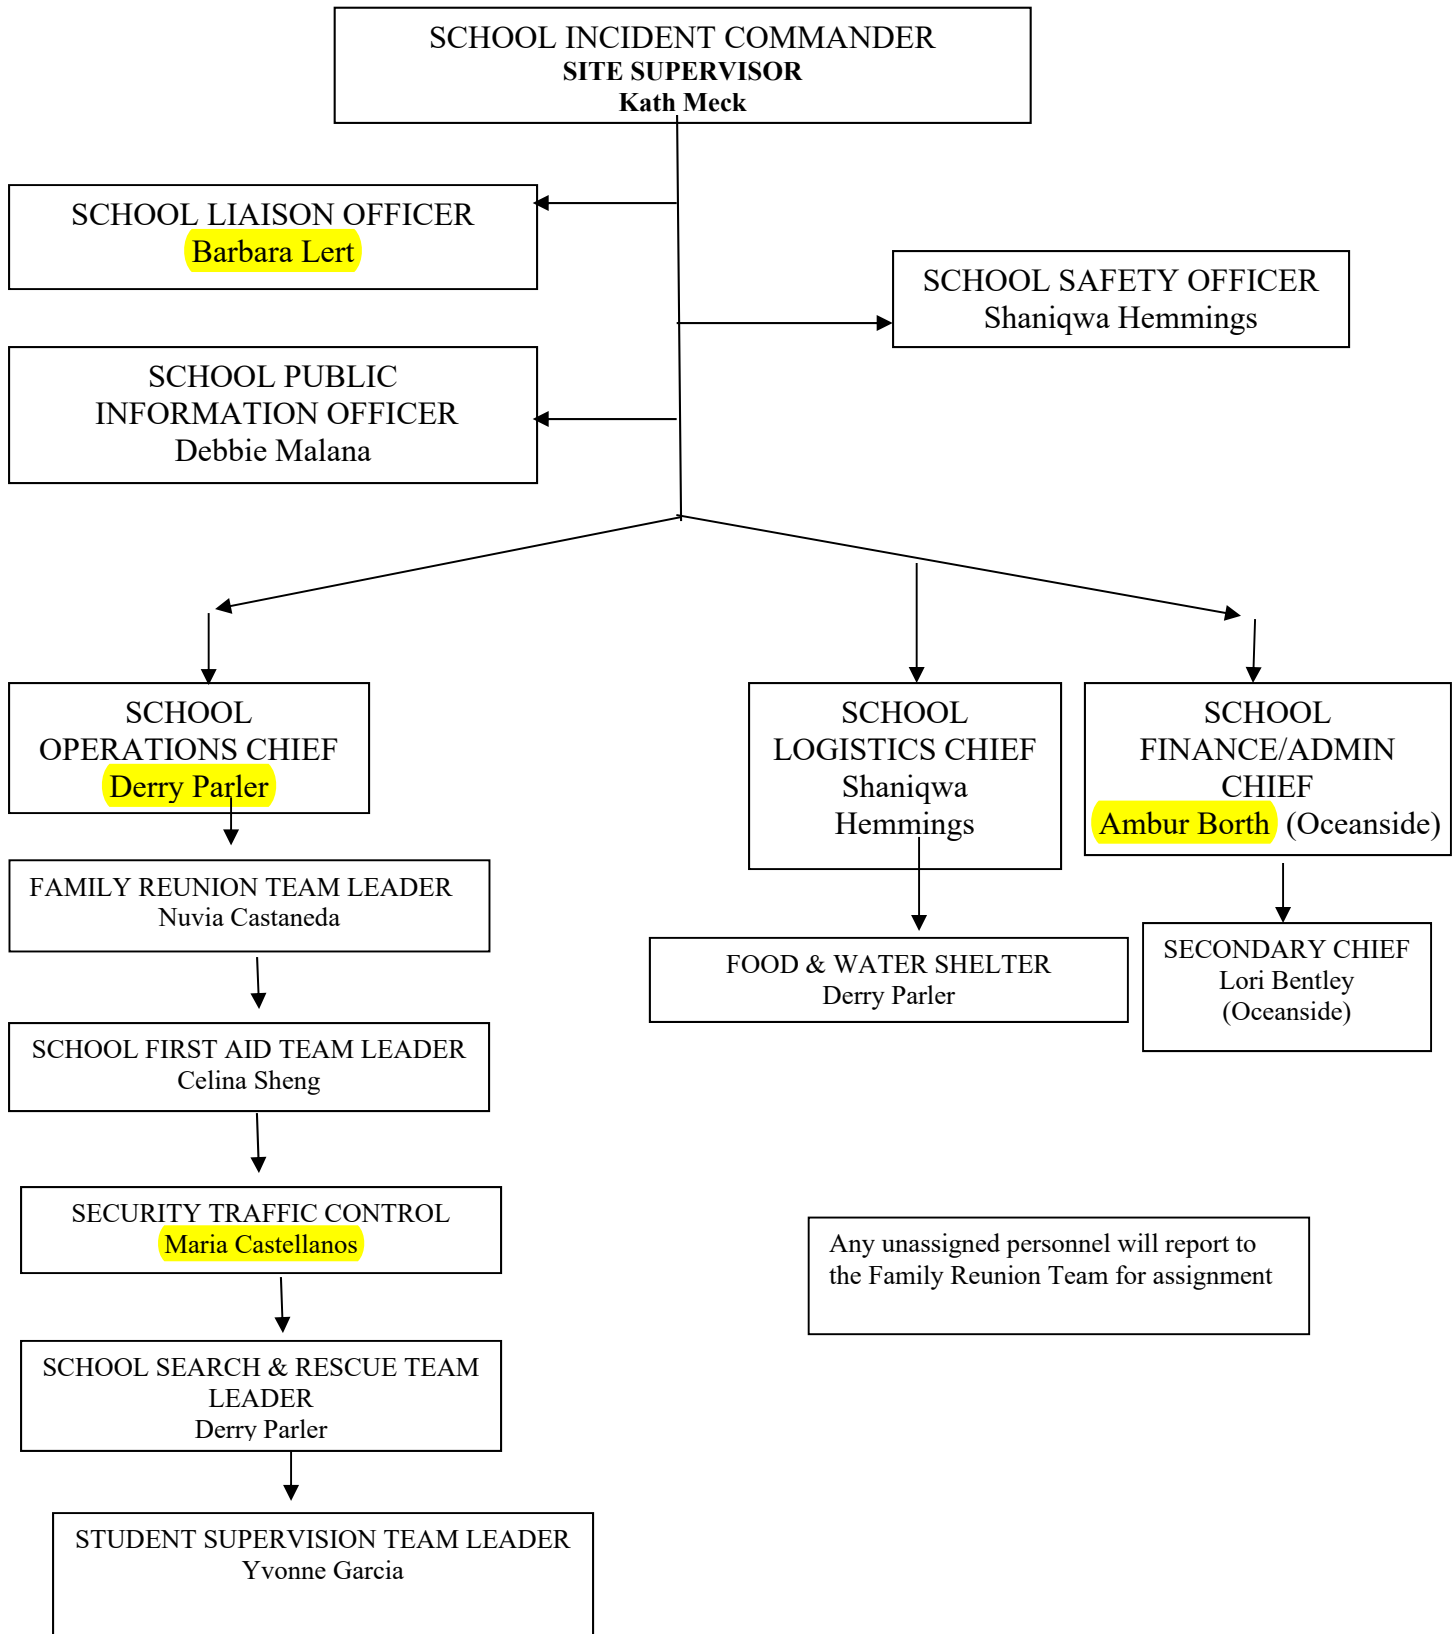 SCHOOL INCIDENT COMMANDER
SITE SUPERVISOR
Kath Meck
SCHOOL LIAISON OFFICER
Barbara Lert
SCHOOL SAFETY OFFICER
Shaniqwa Hemmings
SCHOOL PUBLIC
INFORMATION OFFICER
Debbie Malana
SCHOOL
OPERATIONS CHIEF
Derry Parler
SCHOOL
LOGISTICS CHIEF
Shaniqwa
Hemmings
SCHOOL
FINANCE/ADMIN
CHIEF
Ambur Borth (Oceanside)
FAMILY REUNION TEAM LEADER
Nuvia Castaneda
FOOD & WATER SHELTER
Derry Parler
SECONDARY CHIEF
Lori Bentley
(Oceanside)
SCHOOL FIRST AID TEAM LEADER
Celina Sheng
SECURITY TRAFFIC CONTROL
Maria Castellanos
Any unassigned personnel will report to
the Family Reunion Team for assignment
SCHOOL SEARCH & RESCUE TEAM
LEADER
Derry Parler
STUDENT SUPERVISION TEAM LEADER
Yvonne Garcia